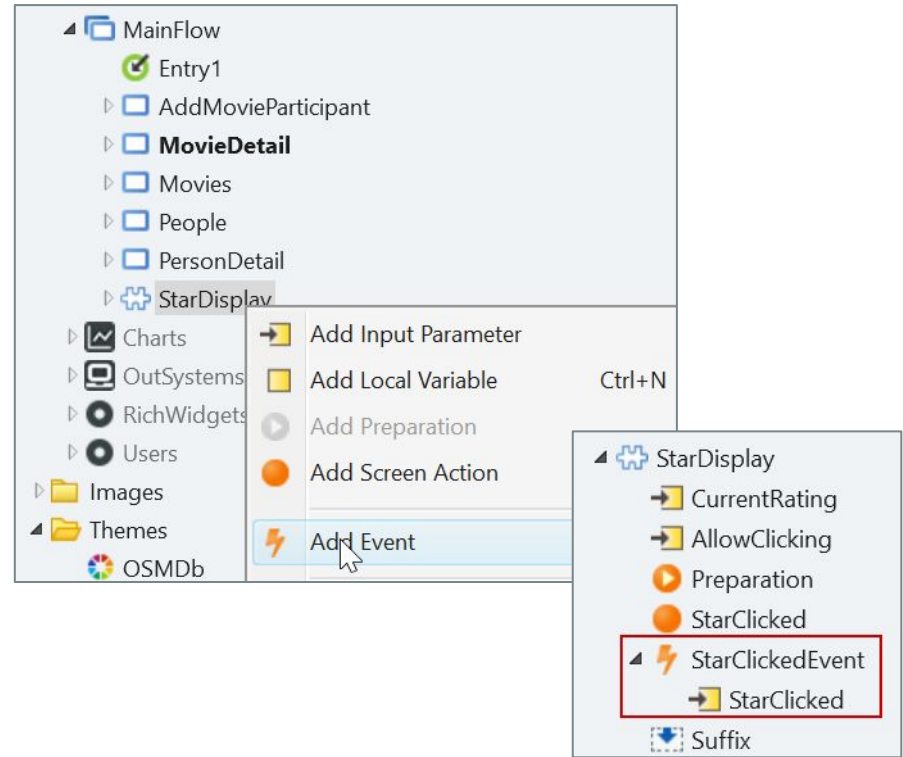 MainFlow
Entry1
AddMovieParticipant
MovieDetail
Movies
People
PersonDetail
StarDisplay
Charts
OutSystems
RichWidgets
Users
Images
Themes
OSMDb
Add Input Parameter
Add Local Variable Ctrl+N
Add Preparation
Add Screen Action
Add Event
StarDisplay
CurrentRating
AllowClicking
Preparation
StarClicked
StarClickedEvent
StarClicked
Suffix